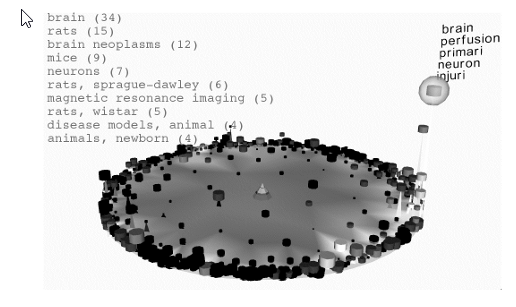 brain (34)
rats (15)
brain neoplasms (12)
mice (9)
neurons (7)
rats, sprague-dawley (6)
magnetic resonance imaging (5)
rats, wistar (5)
disease models, animal (4)
animals, newborn (4)
brain
perfusion
primari
neuron
injuri